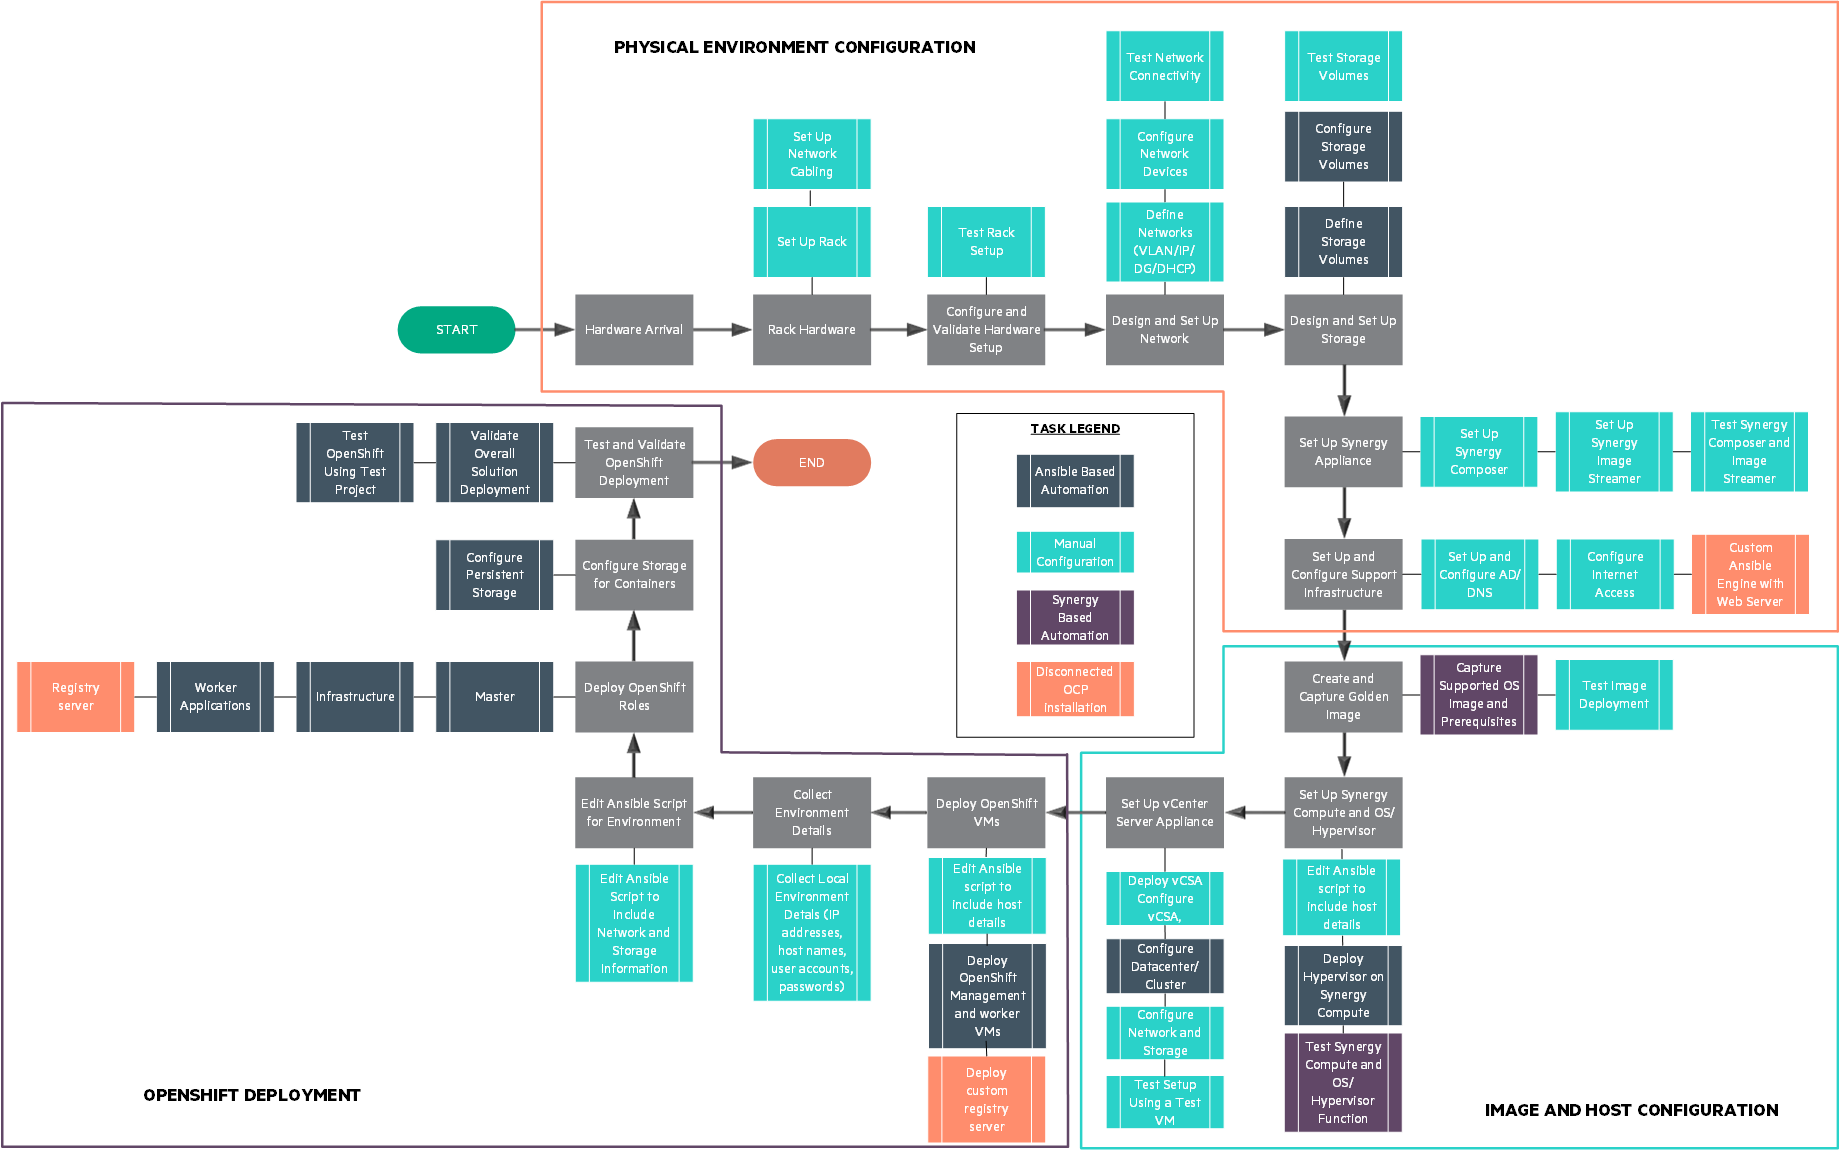 PHYSICAL ENVIRONMENT CONFIGURATION
Test Network
Connectivity
Test Storage
Volumes
Set Up
Network
Cabling
Configure
Network
Devices
Configure
Storage
Volumes
Set Up Rack
Test Rack
Setup
Define
Networks
(VLAN/IP/
DG/DHCP)
Define
Storage
Volumes
START
Hardware Arrival
Rack Hardware
Configure and
Validate Hardware
Setup
Design and Set Up
Network
Design and Set Up
Storage
Set Up Synergy
Appliance
Set Up
Synergy
Composer
Set Up
Synergy
Image
Streamer
Test Synergy
Composer and
Image
Streamer
Set Up and
Configure Support
Infrastructure
Set Up and
Configure AD/
DNS
Configure
Internet
Access
Custom
Ansible
Engine with
Web Server
TASK LEGEND
Ansible Based
Automation
Manual
Configuration
Synergy
Based
Automation
Disconnected
OCP
installation
Test
OpenShift
Using Test
Project
Validate
Overall
Solution
Deployment
Test and Validate
OpenShift
Deployment
END
Configure
Persistent
Storage
Configure Storage
for Containers
Registry
server
Worker
Applications
Infrastructure
Master
Deploy OpenShift
Roles
Create and
Capture Golden
Image
Capture
Supported OS
Image and
Prerequisites
Test Image
Deployment
Edit Ansible Script
for Environment
Collect
Environment
Details
Deploy OpenShift
VMs
Set Up vCenter
Server Appliance
Set Up Synergy
Compute and OS/
Hypervisor
Edit Ansible
Script to
Include
Network and
Storage
Information
Collect Local
Environment
Detals (IP
addresses,
host names,
user accounts,
passwords)
Edit Ansible
script to
include host
details
Deploy
OpenShift
Management
and worker
VMs
Deploy
custom
registry
server
Deploy vCSA
Configure
vCSA,
Configure
Datacenter/
Cluster
Configure
Network and
Storage
Test Setup
Using a Test
VM
Edit Ansible
script to
include host
details
Deploy
Hypervisor on
Synergy
Compute
Test Synergy
Compute and
OS/
Hypervisor
Function
OPENSHIFT DEPLOYMENT
IMAGE AND HOST CONFIGURATION